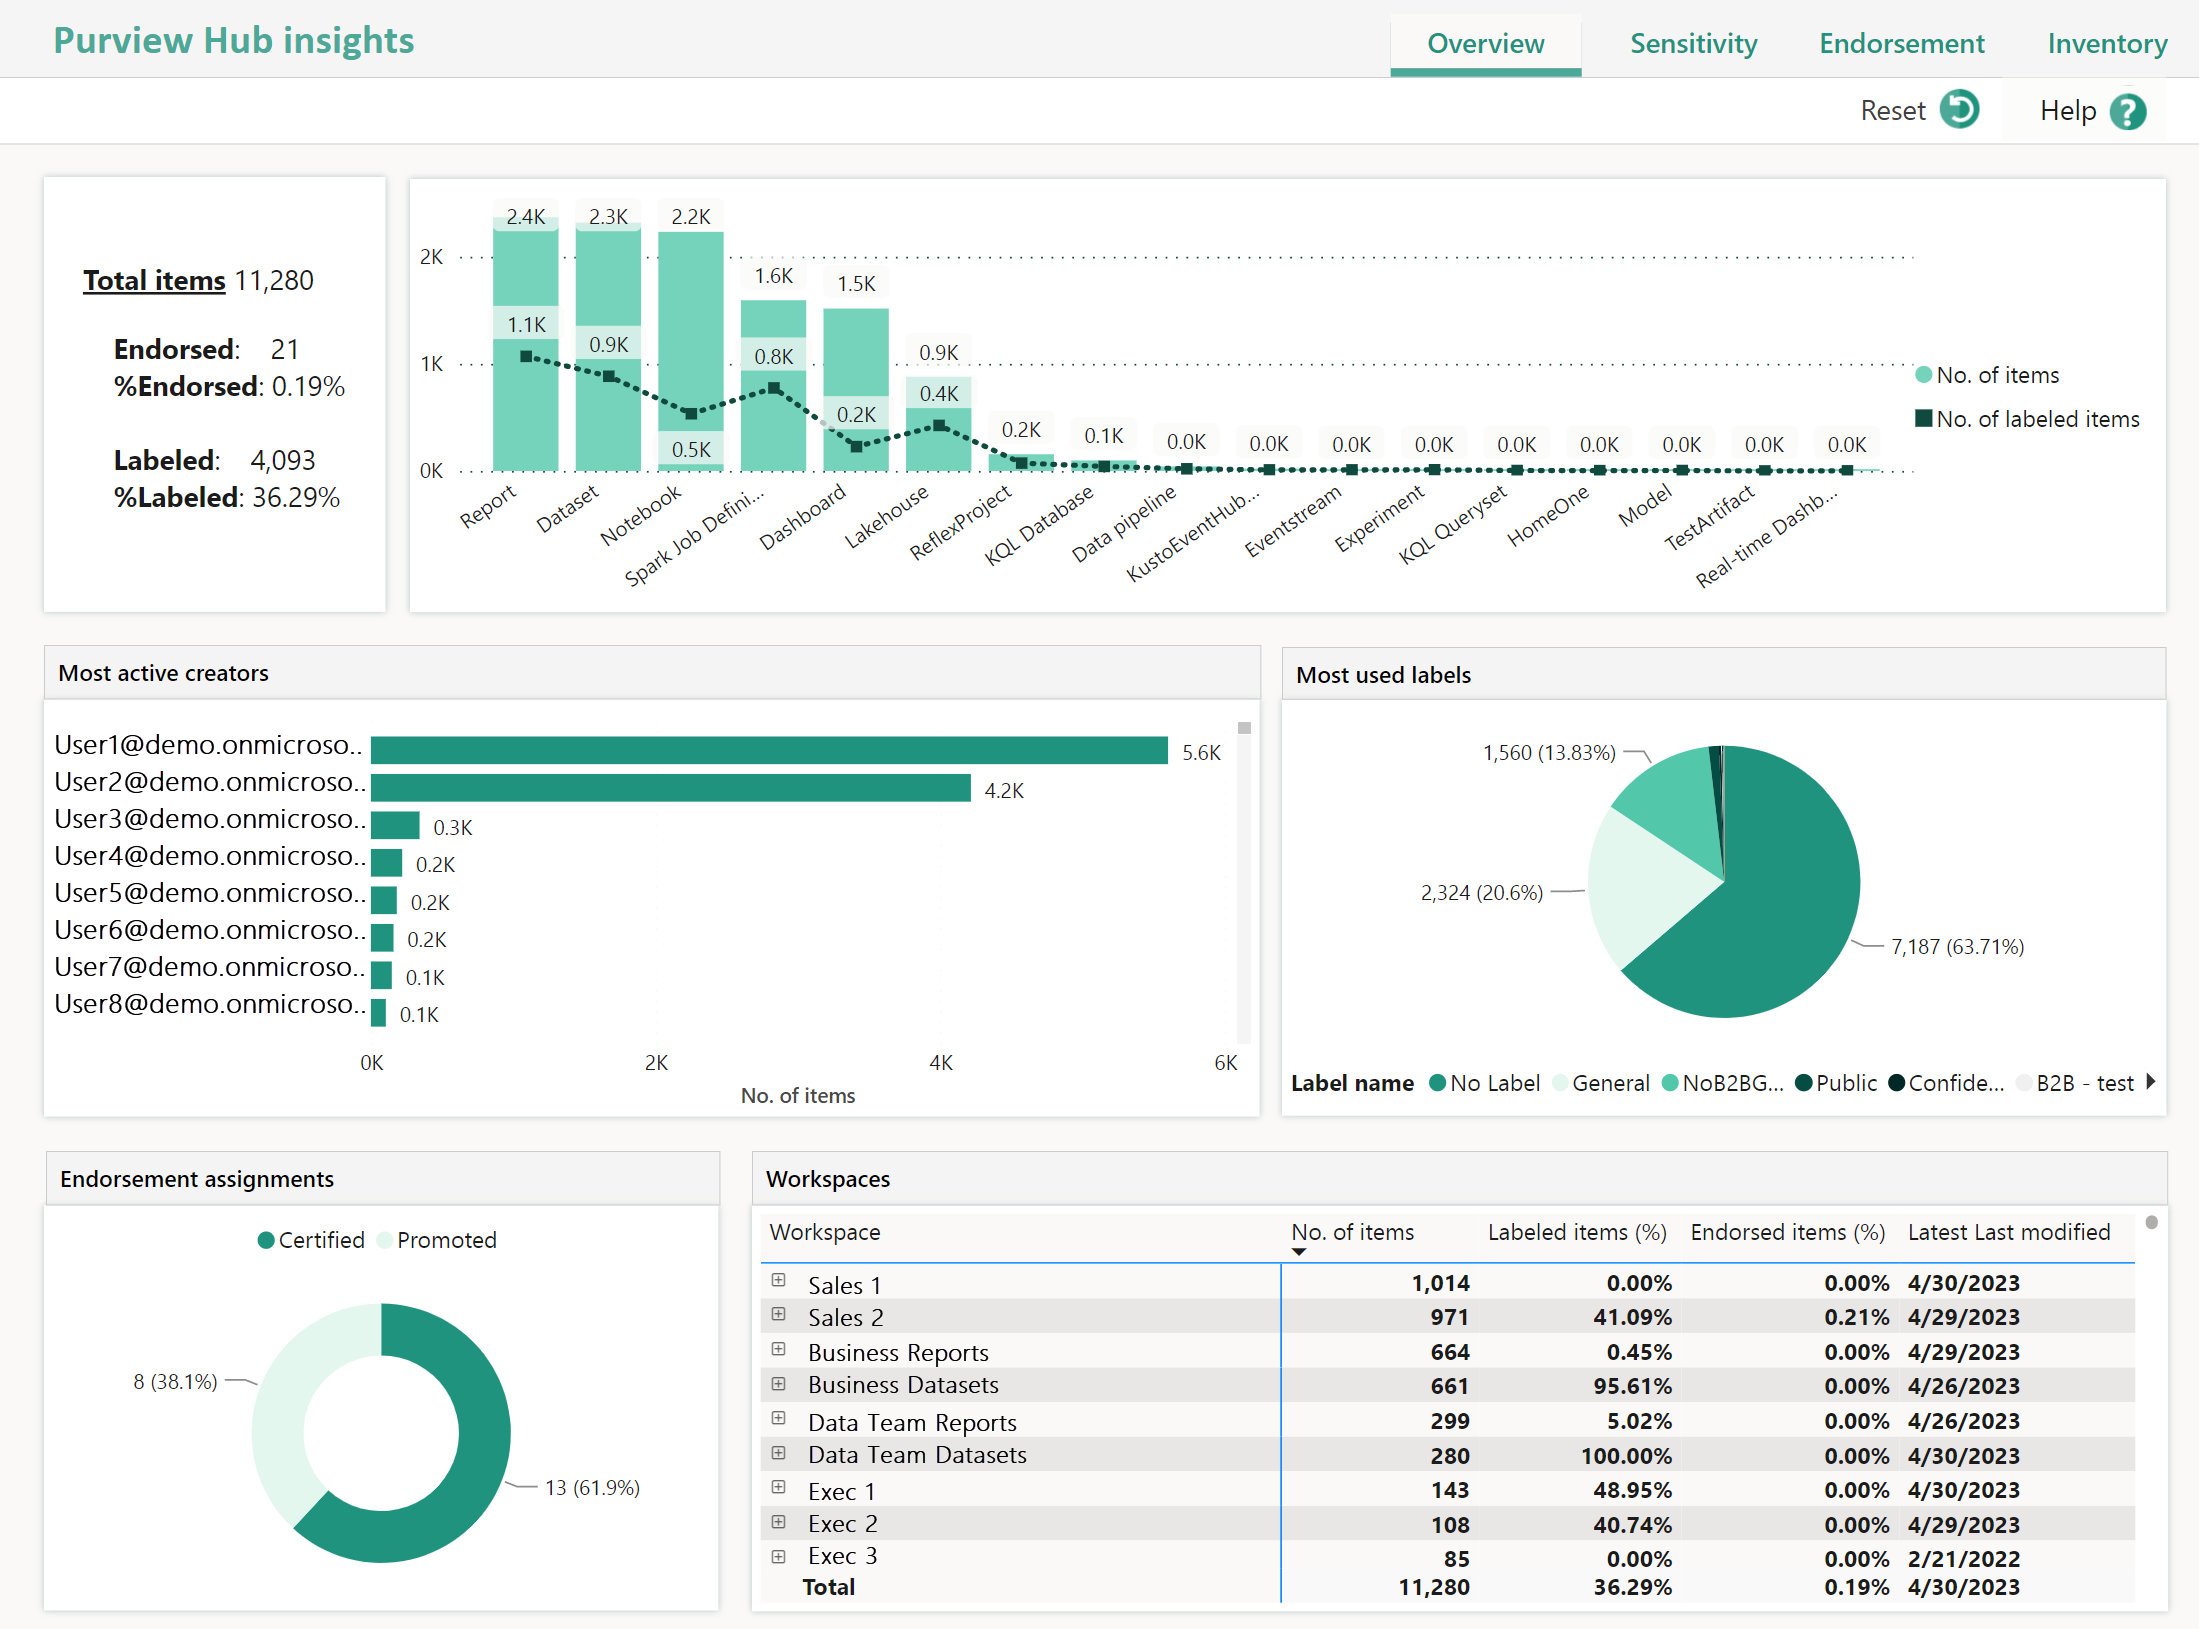 Purview Hub insights
Overview Sensitivity Endorsement Inventory
Reset Help ?
Total items 11,280
Endorsed: 21
%Endorsed: 0.19%
Labeled: 4,093
%Labeled: 36.29%
2K
1K
0K
2.4K 2.3K 2.2K 1.6K 1.5K 0.9K 0.2K 0.1K 0.0K 0.0K 0.0K 0.0K 0.0K 0.0K 0.0K 0.0K 0.0K
1.1K 0.9K 0.5K 0.8K 0.2K 0.4K
Report Dataset Notebook Spark Job Defini... Dashboard Lakehouse ReflexProject KQL Database Data pipeline KustoEventHub... Eventstream Experiment KQL Queryset HomeOne Model TestArtifact Real-time Dashb...
No. of items
No. of labeled items
Most active creators
User1@demo.onmicroso.. 5.6K
User2@demo.onmicroso.. 4.2K
User3@demo.onmicroso.. 0.3K
User4@demo.onmicroso.. 0.2K
User5@demo.onmicroso.. 0.2K
User6@demo.onmicroso.. 0.2K
User7@demo.onmicroso.. 0.1K
User8@demo.onmicroso.. 0.1K
0K 2K 4K 6K
No. of items
Most used labels
1,560 (13.83%)
2,324 (20.6%)
7,187 (63.71%)
Label name No Label General NoB2BG... Public Confide... B2B - test
Endorsement assignments
Certified Promoted
8 (38.1%)
13 (61.9%)
Workspaces
Workspace No. of items Labeled items (%) Endorsed items (%) Latest Last modified
Sales 1 1,014 0.00% 0.00% 4/30/2023
Sales 2 971 41.09% 0.21% 4/29/2023
Business Reports 664 0.45% 0.00% 4/29/2023
Business Datasets 661 95.61% 0.00% 4/26/2023
Data Team Reports 299 5.02% 0.00% 4/26/2023
Data Team Datasets 280 100.00% 0.00% 4/30/2023
Exec 1 143 48.95% 0.00% 4/30/2023
Exec 2 108 40.74% 0.00% 4/29/2023
Exec 3 85 0.00% 0.00% 2/21/2022
Total 11,280 36.29% 0.19% 4/30/2023